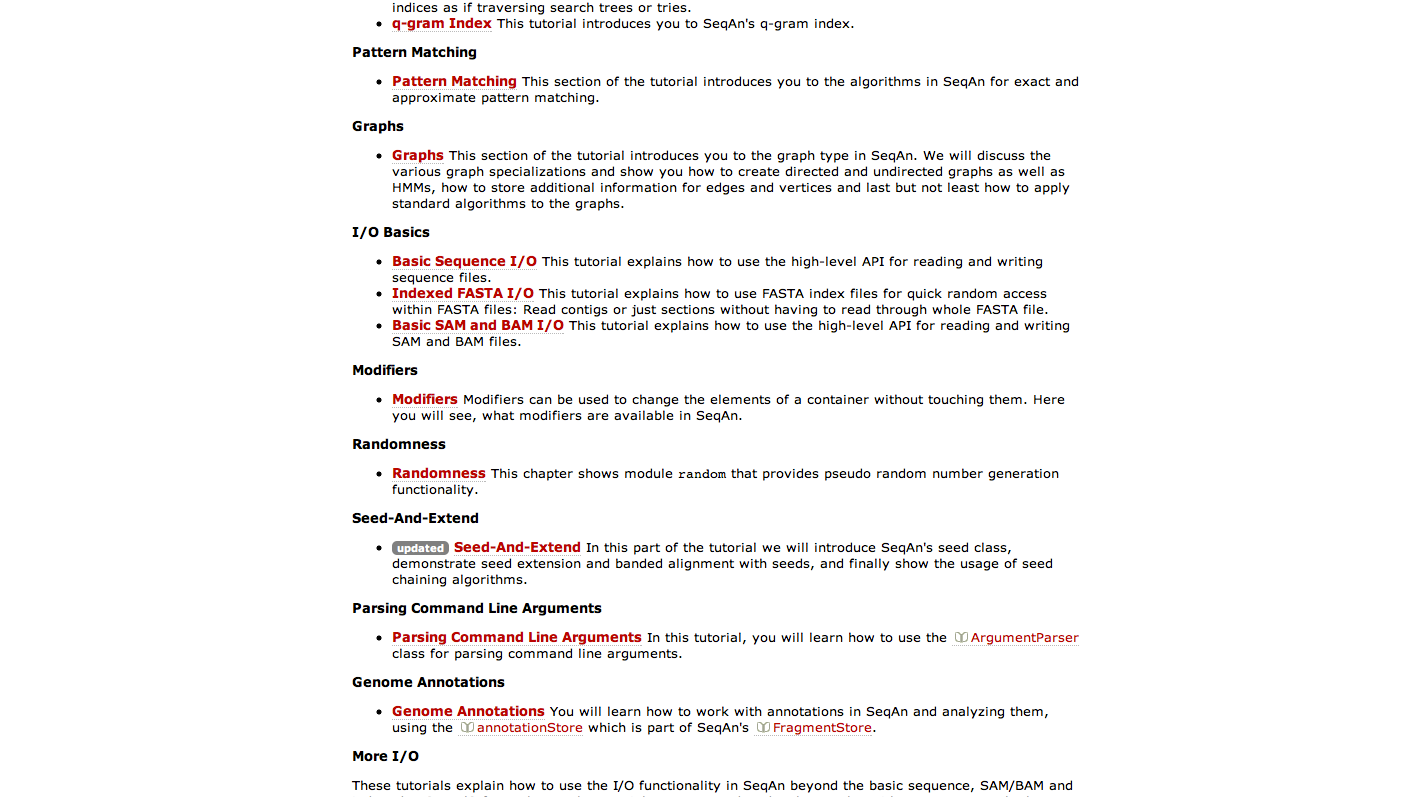 indices as if traversing search trees or tries.
q-gram Index This tutorial introduces you to SeqAn's q-gram index.
Pattern Matching
Pattern Matching This section of the tutorial introduces you to the algorithms in SeqAn for exact and
approximate pattern matching.
Graphs
Graphs This section of the tutorial introduces you to the graph type in SeqAn. We will discuss the
various graph specializations and show you how to create directed and undirected graphs as well as
HMMs, how to store additional information for edges and vertices and last but not least how to apply
standard algorithms to the graphs.
I/O Basics
Basic Sequence I/O This tutorial explains how to use the high-level API for reading and writing
sequence files.
Indexed FASTA I/O This tutorial explains how to use FASTA index files for quick random access
within FASTA files: Read contigs or just sections without having to read through whole FASTA file.
Basic SAM and BAM I/O This tutorial explains how to use the high-level API for reading and writing
SAM and BAM files.
Modifiers
Modifiers Modifiers can be used to change the elements of a container without touching them. Here
you will see, what modifiers are available in SeqAn.
Randomness
Randomness This chapter shows module random that provides pseudo random number generation
functionality.
Seed-And-Extend
updated Seed-And-Extend In this part of the tutorial we will introduce SeqAn's seed class,
demonstrate seed extension and banded alignment with seeds, and finally show the usage of seed
chaining algorithms.
Parsing Command Line Arguments
Parsing Command Line Arguments In this tutorial, you will learn how to use the ArgumentParser
class for parsing command line arguments.
Genome Annotations
Genome Annotations You will learn how to work with annotations in SeqAn and analyzing them,
using the annotationStore which is part of SeqAn's FragmentStore.
More I/O
These tutorials explain how to use the I/O functionality in SeqAn beyond the basic sequence, SAM/BAM and